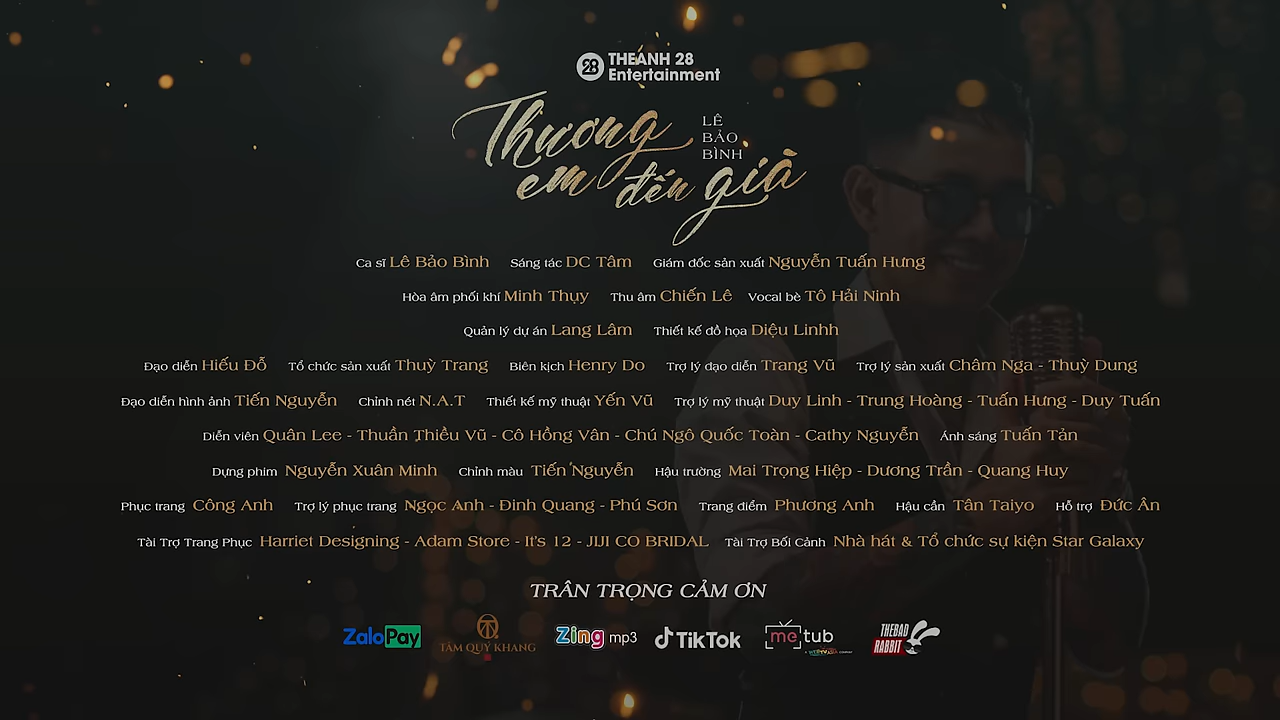 28 THEANH 28
Entertainment
Thương
em đến già
LÊ
BẢO
BÌNH
Ca sĩ Lê Bảo Bình Sáng tác DC Tâm Giám đốc sản xuất Nguyễn Tuấn Hưng
Hòa âm phối khí Minh Thụy Thu âm Chiến Lê Vocal bè Tô Hải Ninh
Quản lý dự án Lang Lâm Thiết kế đồ họa Diệu Linhh
Đạo diễn Hiếu Đỗ Tổ chức sản xuất Thuỳ Trang Biên kịch Henry Do Trợ lý đạo diễn Trang Vũ Trợ lý sản xuất Châm Nga - Thuỳ Dung
Đạo diễn hình ảnh Tiến Nguyễn Chỉnh nét N.A.T Thiết kế mỹ thuật Yến Vũ Trợ lý mỹ thuật Duy Linh - Trung Hoàng - Tuấn Hưng - Duy Tuấn
Diễn viên Quân Lee - Thuần Thiều Vũ - Cô Hồng Vân - Chú Ngô Quốc Toàn - Cathy Nguyễn Ánh sáng Tuấn Tản
Dựng phim Nguyễn Xuân Minh Chỉnh màu Tiến Nguyễn Hậu trường Mai Trọng Hiệp - Dương Trần - Quang Huy
Phục trang Công Anh Trợ lý phục trang Ngọc Anh - Đinh Quang - Phú Sơn Trang điểm Phương Anh Hậu cần Tân Taiyo Hỗ trợ Đức Ân
Tài Trợ Trang Phục Harriet Designing - Adam Store - It's 12 - JIJI CO BRIDAL Tài Trợ Bối Cảnh Nhà hát & Tổ chức sự kiện Star Galaxy
TRÂN TRỌNG CẢM ƠN
ZaloPay
TÂM QUÝ KHANG
Zing mp3
TikTok
me tub
THEBAD
RABBIT